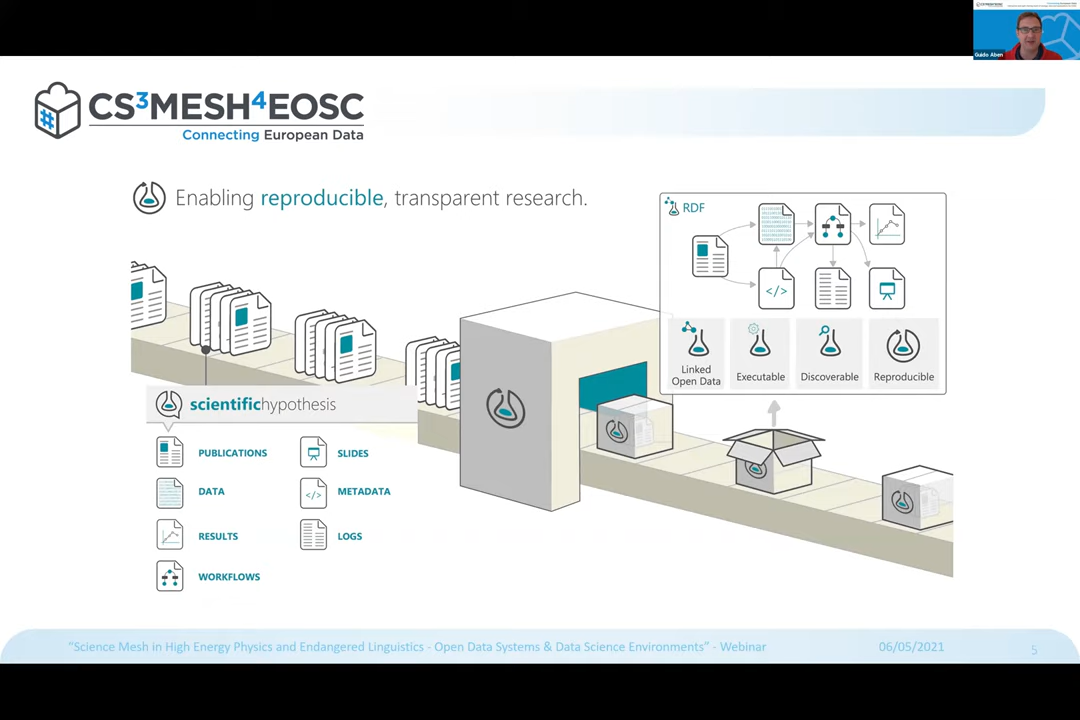 Guido Aben
CS3MESH4EOSC
Connecting European Data
Enabling reproducible, transparent research.
RDF
</>
Linked
Open Data
Executable
Discoverable
Reproducible
scientifichypothesis
PUBLICATIONS
SLIDES
DATA
</>
METADATA
RESULTS
LOGS
WORKFLOWS
"Science Mesh in High Energy Physics and Endangered Linguistics - Open Data Systems & Data Science Environments" - Webinar
06/05/2021
5